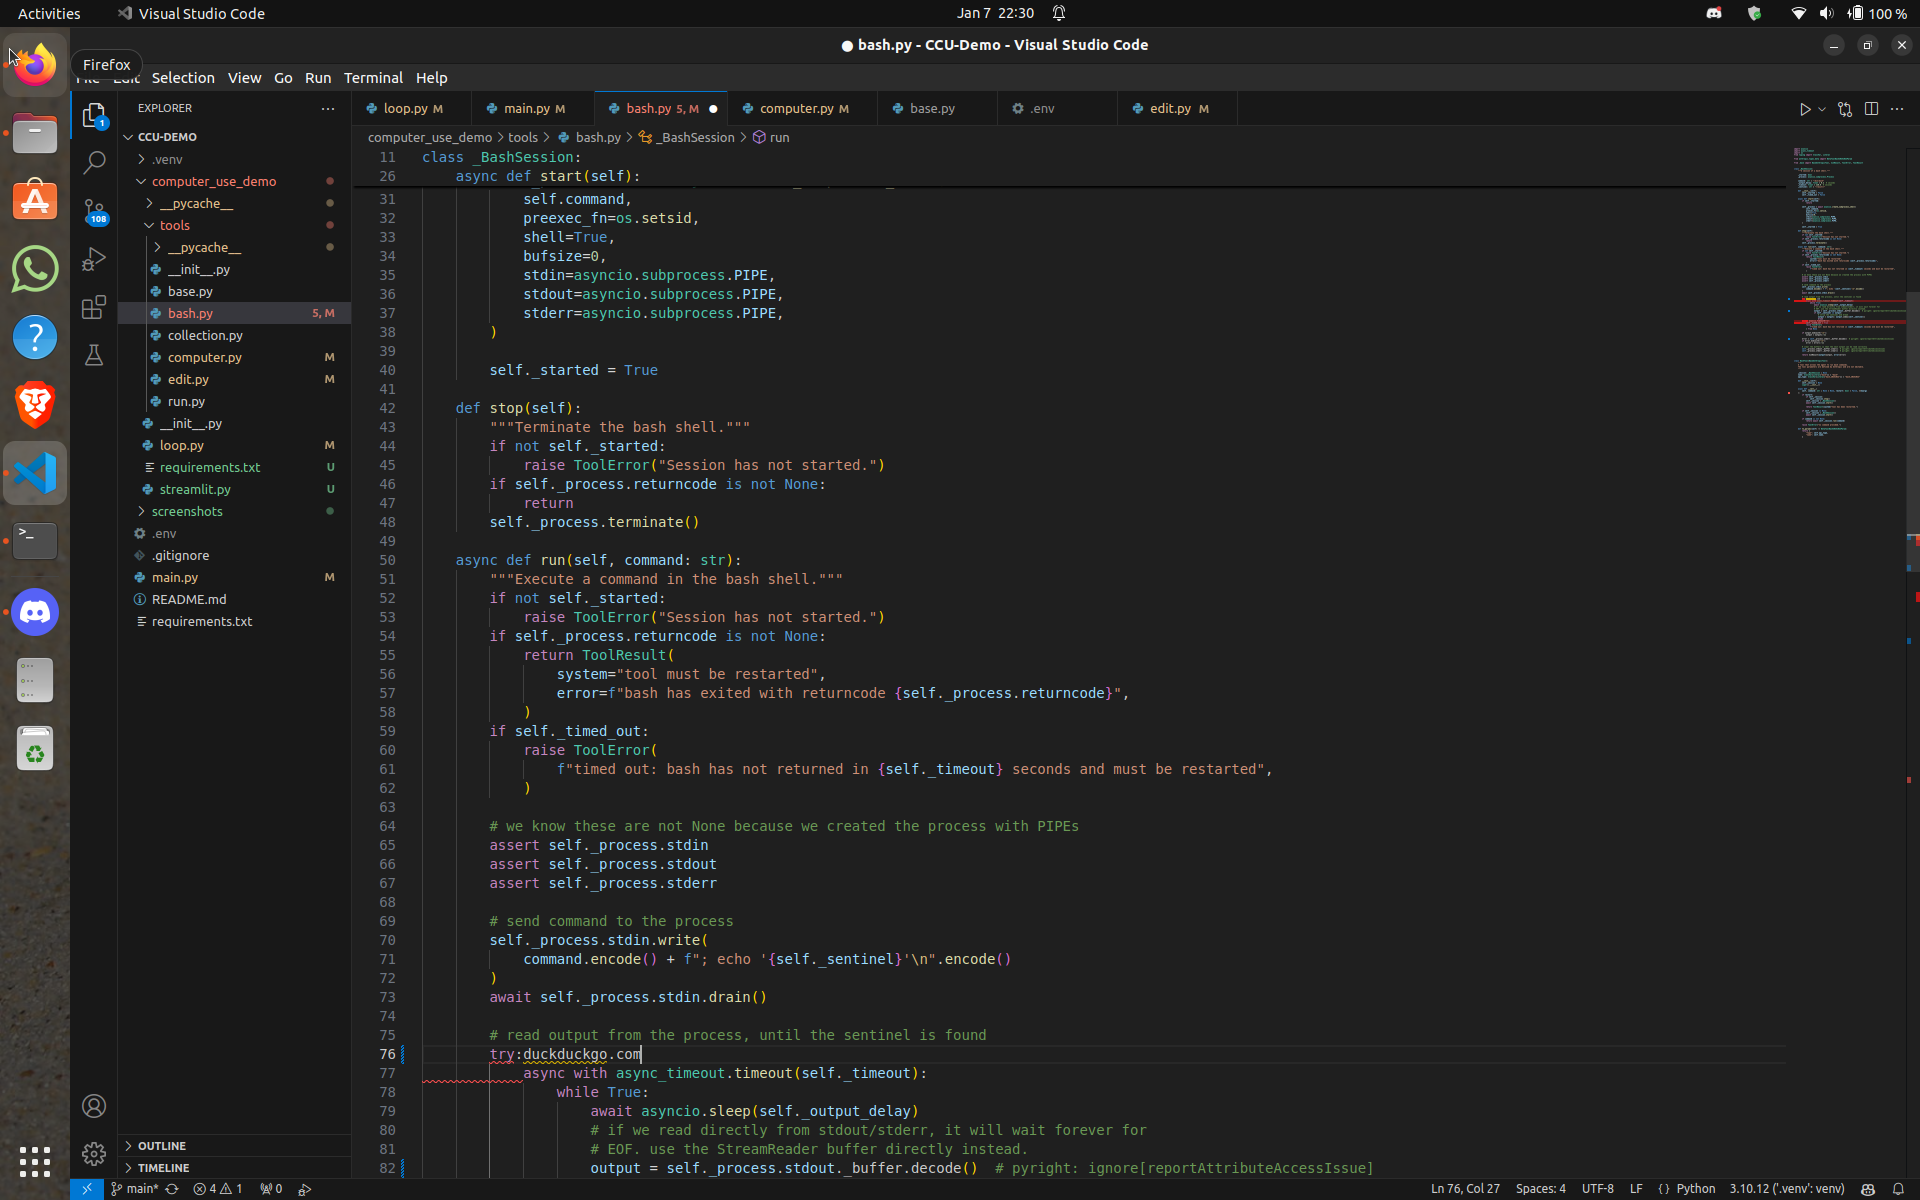 Activities
Visual Studio Code
Jan 7 22:30
100 %
bash.py - CCU-Demo - Visual Studio Code
Firefox
File Edit Selection View Go Run Terminal Help
1
108
EXPLORER
CCU-DEMO
.venv
computer_use_demo
__pycache__
tools
__pycache__
__init__.py
base.py
bash.py 5, M
collection.py
computer.py M
edit.py M
run.py
__init__.py
loop.py M
requirements.txt U
streamlit.py U
screenshots
.env
.gitignore
main.py M
README.md
requirements.txt
OUTLINE
TIMELINE
loop.py M
main.py M
bash.py 5, M
computer.py M
base.py
.env
edit.py M
computer_use_demo > tools > bash.py > _BashSession > run
11 class _BashSession:
26 async def start(self):
31 self.command,
32 preexec_fn=os.setsid,
33 shell=True,
34 bufsize=0,
35 stdin=asyncio.subprocess.PIPE,
36 stdout=asyncio.subprocess.PIPE,
37 stderr=asyncio.subprocess.PIPE,
38 )
39
40 self._started = True
41
42 def stop(self):
43 """Terminate the bash shell."""
44 if not self._started:
45 raise ToolError("Session has not started.")
46 if self._process.returncode is not None:
47 return
48 self._process.terminate()
49
50 async def run(self, command: str):
51 """Execute a command in the bash shell."""
52 if not self._started:
53 raise ToolError("Session has not started.")
54 if self._process.returncode is not None:
55 return ToolResult(
56 system="tool must be restarted",
57 error=f"bash has exited with returncode {self._process.returncode}",
58 )
59 if self._timed_out:
60 raise ToolError(
61 f"timed out: bash has not returned in {self._timeout} seconds and must be restarted",
62 )
63
64 # we know these are not None because we created the process with PIPEs
65 assert self._process.stdin
66 assert self._process.stdout
67 assert self._process.stderr
68
69 # send command to the process
70 self._process.stdin.write(
71 command.encode() + f"; echo '{self._sentinel}'\n".encode()
72 )
73 await self._process.stdin.drain()
74
75 # read output from the process, until the sentinel is found
76 try:duckduckgo.com
77 async with async_timeout.timeout(self._timeout):
78 while True:
79 await asyncio.sleep(self._output_delay)
80 # if we read directly from stdout/stderr, it will wait forever for
81 # EOF. use the StreamReader buffer directly instead.
82 output = self._process.stdout._buffer.decode() # pyright: ignore[reportAttributeAccessIssue]
main* 4 1 0
Ln 76, Col 27 Spaces: 4 UTF-8 LF { } Python 3.10.12 ('.venv': venv)